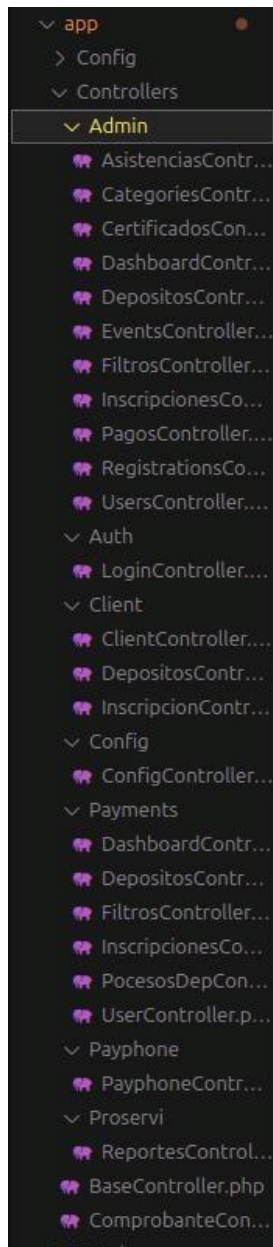 app
Config
Controllers
Admin
AsistenciasContr...
CategoriesContr...
CertificadosCon...
DashboardContr...
DepositosContr...
EventsController...
FiltrosController...
InscripcionesCo...
PagosController....
RegistrationsCo...
UsersController....
Auth
LoginController....
Client
ClientController....
DepositosContr...
InscripcionContr...
Config
ConfigController...
Payments
DashboardContr...
DepositosContr...
FiltrosController...
InscripcionesCo...
PocesosDepCon...
UserController.p...
Payphone
PayphoneContr...
Proservi
ReportesControl...
BaseController.php
ComprobanteCon...